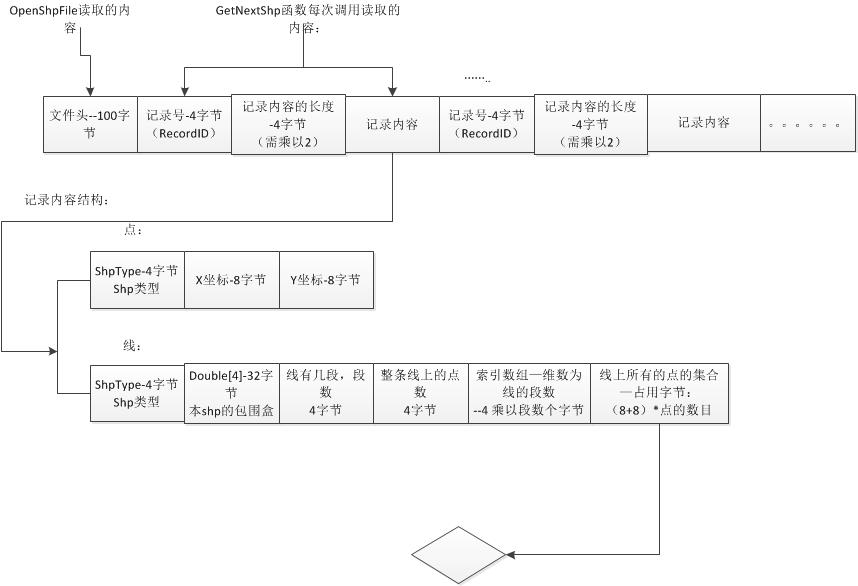 OpenShpFile读取的内
容
GetNextShp函数每次调用读取的
内容：
·······.
文件头--100字
节
记录号-4字节
（RecordID）
记录内容的长度
-4字节
（需乘以2）
记录内容
记录号-4字节
（RecordID）
记录内容的长度
-4字节
（需乘以2）
记录内容
。。。。。。
记录内容结构：
点：
ShpType-4字节
Shp类型
X坐标-8字节
Y坐标-8字节
线：
ShpType-4字节
Shp类型
Double[4]-32字
节
本shp的包围盒
线有几段，段
数
4字节
整条线上的点
数
4字节
索引数组—维数为
线的段数
--4 乘以段数个字节
线上所有的点的集合
—占用字节：
（8+8）*点的数目